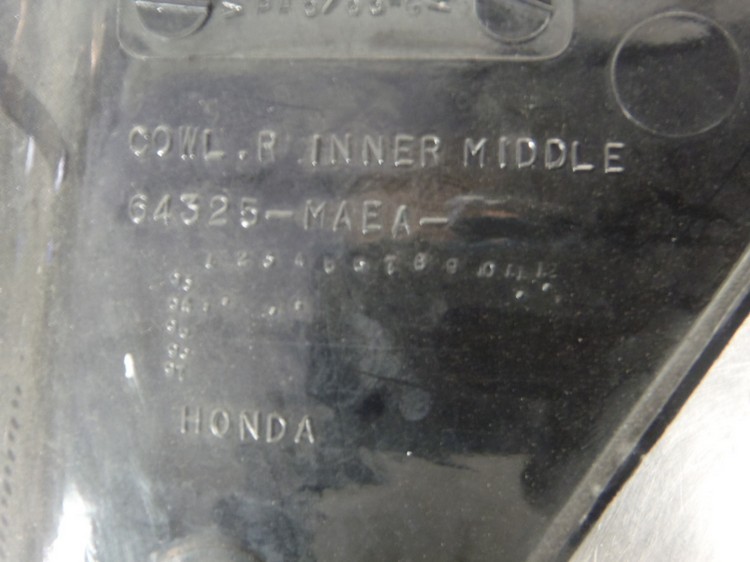 COWL.R.INNER MIDDLE
64325-MAEA-
1 2 3 4 5 6 7 8 9 10 11 12
HONDA